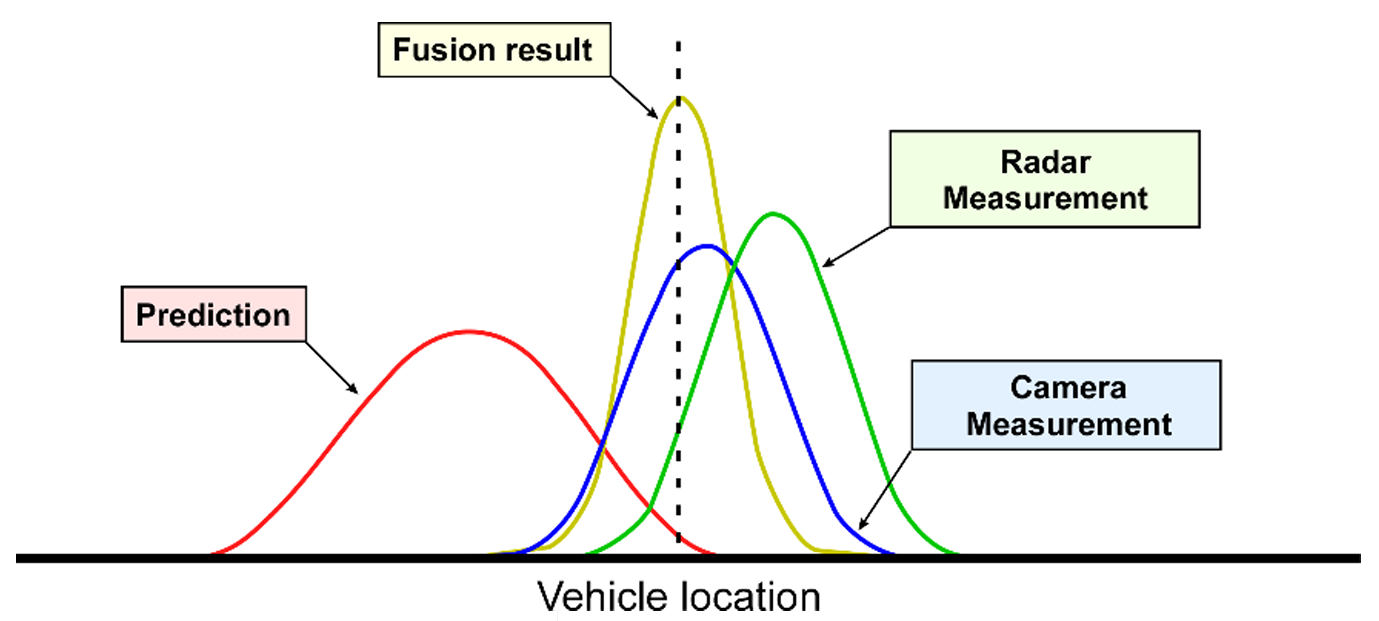 Fusion result
Radar
Measurement
Prediction
Camera
Measurement
Vehicle location